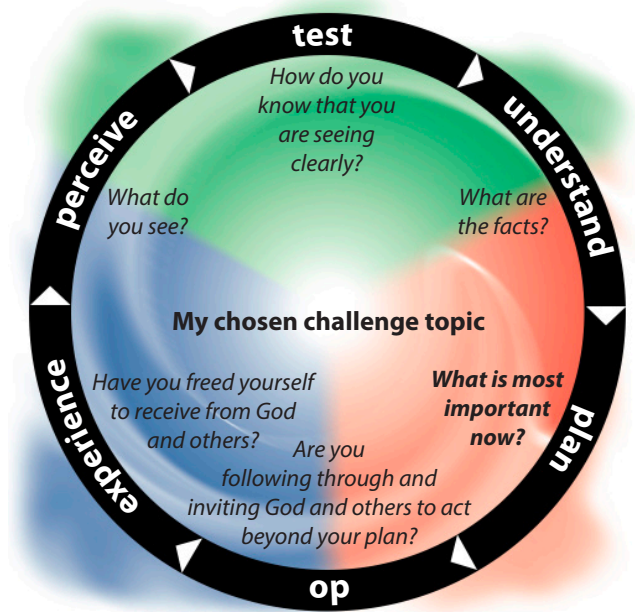 test
How do you
know that you
are seeing
clearly?
perceive
understand
What do
you see?
What are
the facts?
My chosen challenge topic
Have you freed yourself
to receive from God
and others?
What is most
important
now?
experience
plan
Are you
following through and
inviting God and others to act
beyond your plan?
do